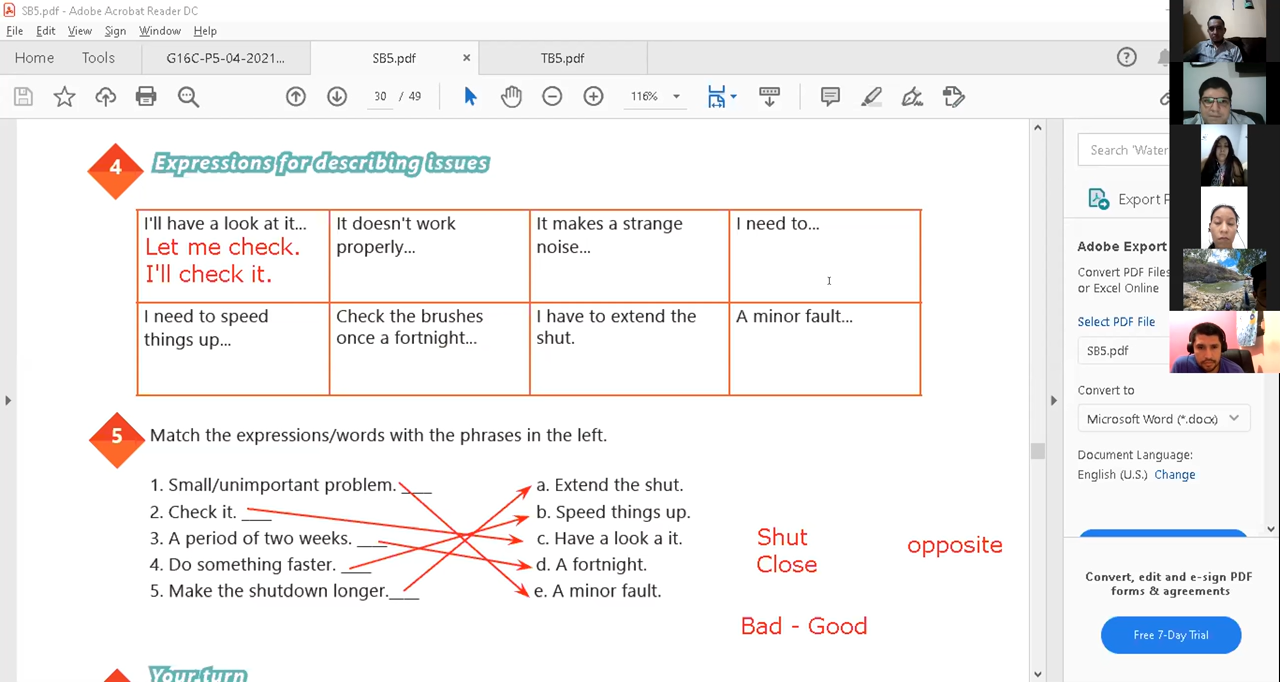 SB5.pdf - Adobe Acrobat Reader DC
File Edit View Sign Window Help
Home Tools G16C-P5-04-2021... SB5.pdf × TB5.pdf
30 / 49 116%
4 Expressions for describing issues
I'll have a look at it...
Let me check.
I'll check it.
It doesn't work
properly...
It makes a strange
noise...
I need to...
I need to speed
things up...
Check the brushes
once a fortnight...
I have to extend the
shut.
A minor fault...
5 Match the expressions/words with the phrases in the left.
1. Small/unimportant problem. ____
2. Check it. ____
3. A period of two weeks. ____
4. Do something faster. ____
5. Make the shutdown longer.____
a. Extend the shut.
b. Speed things up.
c. Have a look a it.
d. A fortnight.
e. A minor fault.
Shut
Close
opposite
Bad - Good
Your turn
Search 'Water
Export P
Adobe Export
Convert PDF Files
or Excel Online
Select PDF File
SB5.pdf
Convert to
Microsoft Word (*.docx)
Document Language:
English (U.S.) Change
Convert, edit and e-sign PDF
forms & agreements
Free 7-Day Trial